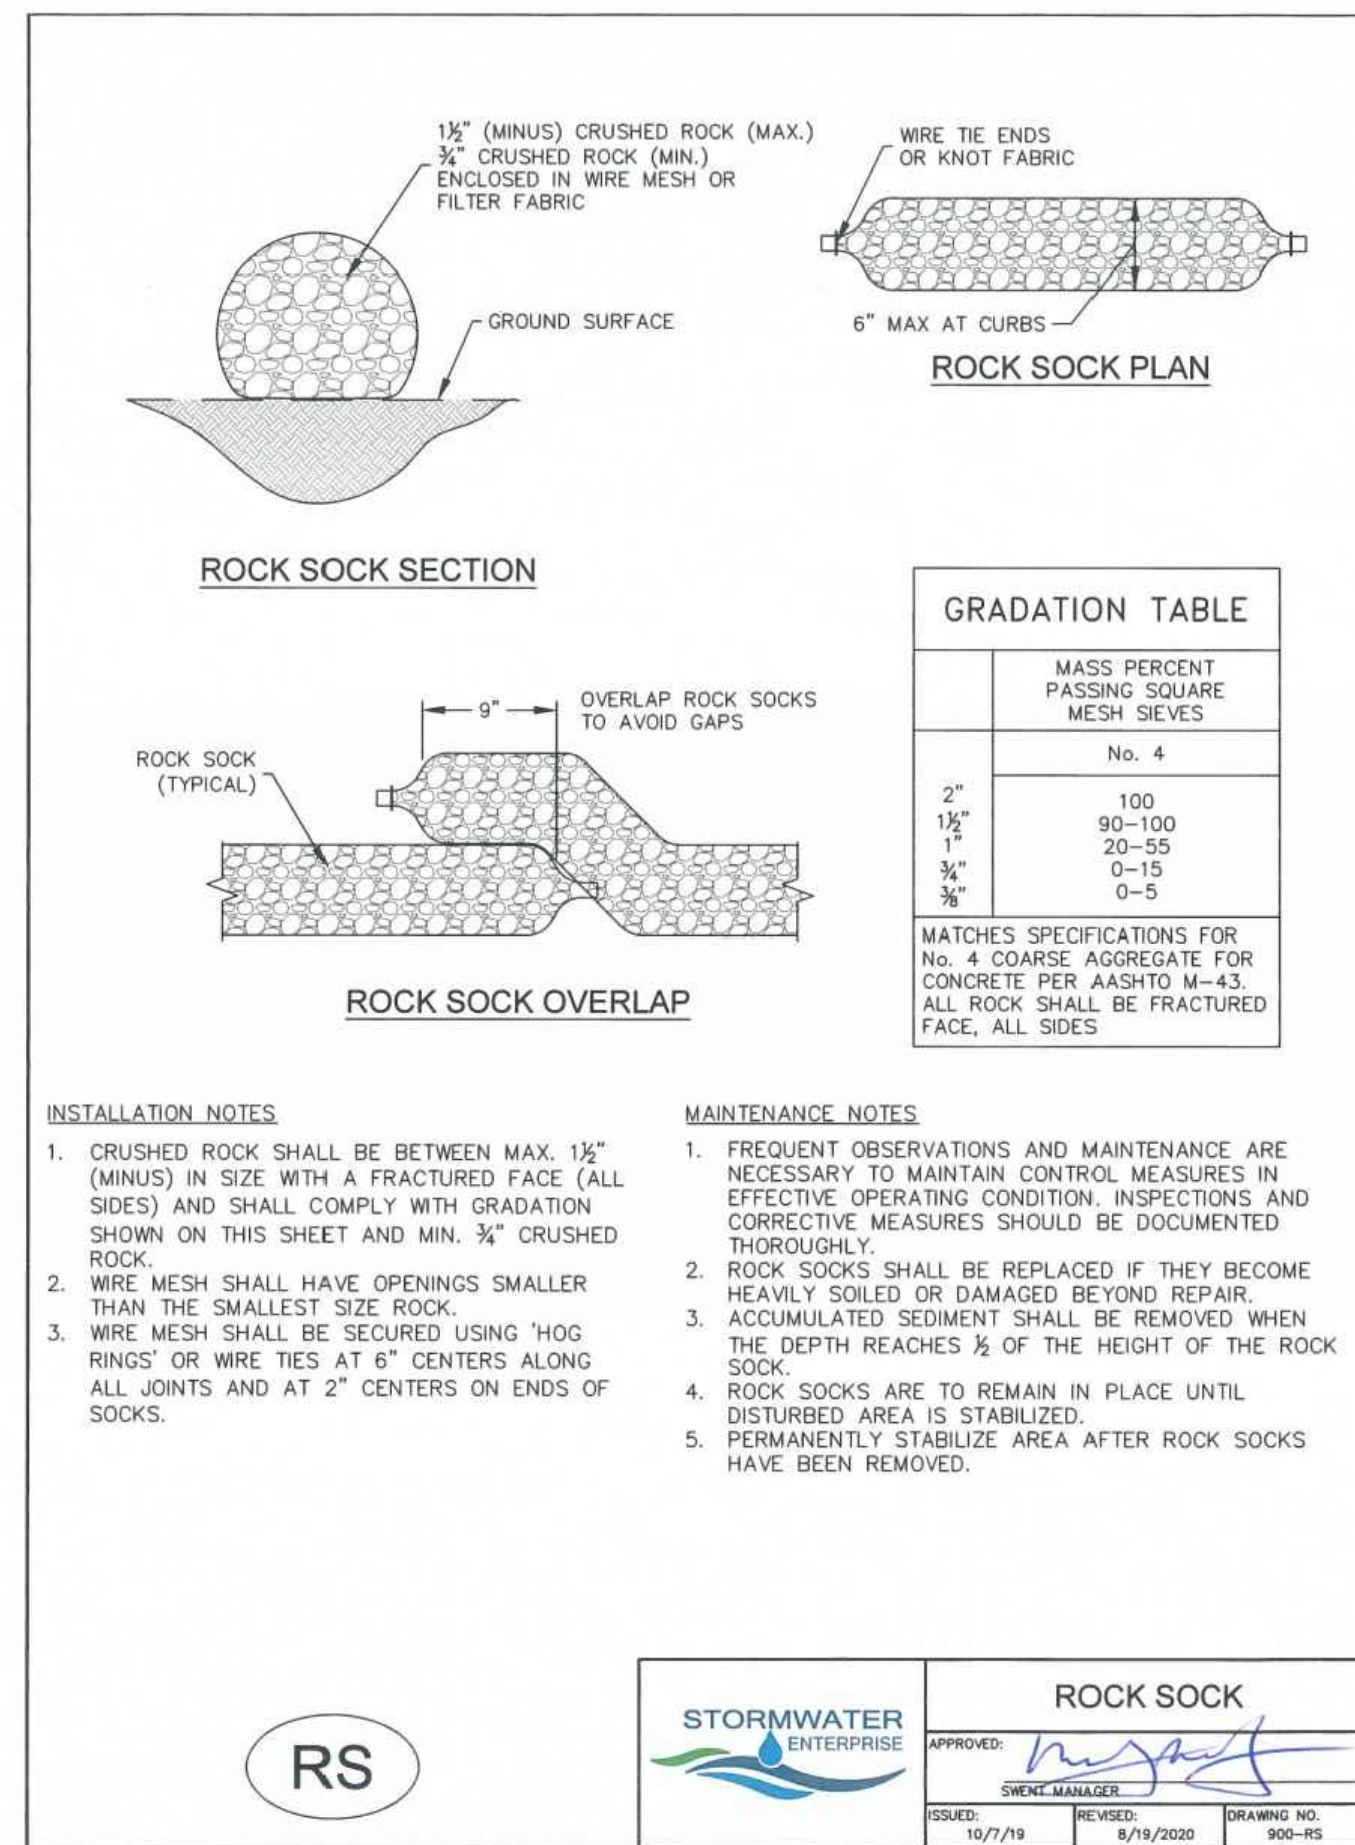 1½" (MINUS) CRUSHED ROCK (MAX.)
¾" CRUSHED ROCK (MIN.)
ENCLOSED IN WIRE MESH OR
FILTER FABRIC
GROUND SURFACE
ROCK SOCK SECTION
WIRE TIE ENDS
OR KNOT FABRIC
6" MAX AT CURBS
ROCK SOCK PLAN
9"
OVERLAP ROCK SOCKS
TO AVOID GAPS
ROCK SOCK
(TYPICAL)
ROCK SOCK OVERLAP
GRADATION TABLE
MASS PERCENT
PASSING SQUARE
MESH SIEVES
No. 4
2" 100
1½" 90-100
1" 20-55
¾" 0-15
⅜" 0-5
MATCHES SPECIFICATIONS FOR
No. 4 COARSE AGGREGATE FOR
CONCRETE PER AASHTO M-43.
ALL ROCK SHALL BE FRACTURED
FACE, ALL SIDES
INSTALLATION NOTES
1. CRUSHED ROCK SHALL BE BETWEEN MAX. 1½"
(MINUS) IN SIZE WITH A FRACTURED FACE (ALL
SIDES) AND SHALL COMPLY WITH GRADATION
SHOWN ON THIS SHEET AND MIN. ¾" CRUSHED
ROCK.
2. WIRE MESH SHALL HAVE OPENINGS SMALLER
THAN THE SMALLEST SIZE ROCK.
3. WIRE MESH SHALL BE SECURED USING 'HOG
RINGS' OR WIRE TIES AT 6" CENTERS ALONG
ALL JOINTS AND AT 2" CENTERS ON ENDS OF
SOCKS.
MAINTENANCE NOTES
1. FREQUENT OBSERVATIONS AND MAINTENANCE ARE
NECESSARY TO MAINTAIN CONTROL MEASURES IN
EFFECTIVE OPERATING CONDITION. INSPECTIONS AND
CORRECTIVE MEASURES SHOULD BE DOCUMENTED
THOROUGHLY.
2. ROCK SOCKS SHALL BE REPLACED IF THEY BECOME
HEAVILY SOILED OR DAMAGED BEYOND REPAIR.
3. ACCUMULATED SEDIMENT SHALL BE REMOVED WHEN
THE DEPTH REACHES ½ OF THE HEIGHT OF THE ROCK
SOCK.
4. ROCK SOCKS ARE TO REMAIN IN PLACE UNTIL
DISTURBED AREA IS STABILIZED.
5. PERMANENTLY STABILIZE AREA AFTER ROCK SOCKS
HAVE BEEN REMOVED.
RS
STORMWATER
ENTERPRISE
ROCK SOCK
APPROVED:
SWENT MANAGER
ISSUED:
10/7/19
REVISED:
8/19/2020
DRAWING NO.
900-RS